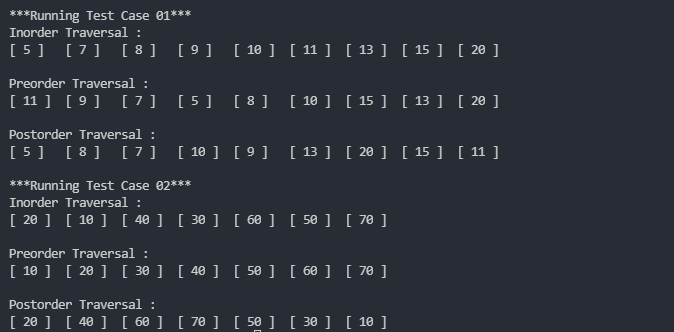 ***Running Test Case 01***
Inorder Traversal :
[ 5 ] [ 7 ] [ 8 ] [ 9 ] [ 10 ] [ 11 ] [ 13 ] [ 15 ] [ 20 ]
Preorder Traversal :
[ 11 ] [ 9 ] [ 7 ] [ 5 ] [ 8 ] [ 10 ] [ 15 ] [ 13 ] [ 20 ]
Postorder Traversal :
[ 5 ] [ 8 ] [ 7 ] [ 10 ] [ 9 ] [ 13 ] [ 20 ] [ 15 ] [ 11 ]
***Running Test Case 02***
Inorder Traversal :
[ 20 ] [ 10 ] [ 40 ] [ 30 ] [ 60 ] [ 50 ] [ 70 ]
Preorder Traversal :
[ 10 ] [ 20 ] [ 30 ] [ 40 ] [ 50 ] [ 60 ] [ 70 ]
Postorder Traversal :
[ 20 ] [ 40 ] [ 60 ] [ 70 ] [ 50 ] [ 30 ] [ 10 ]